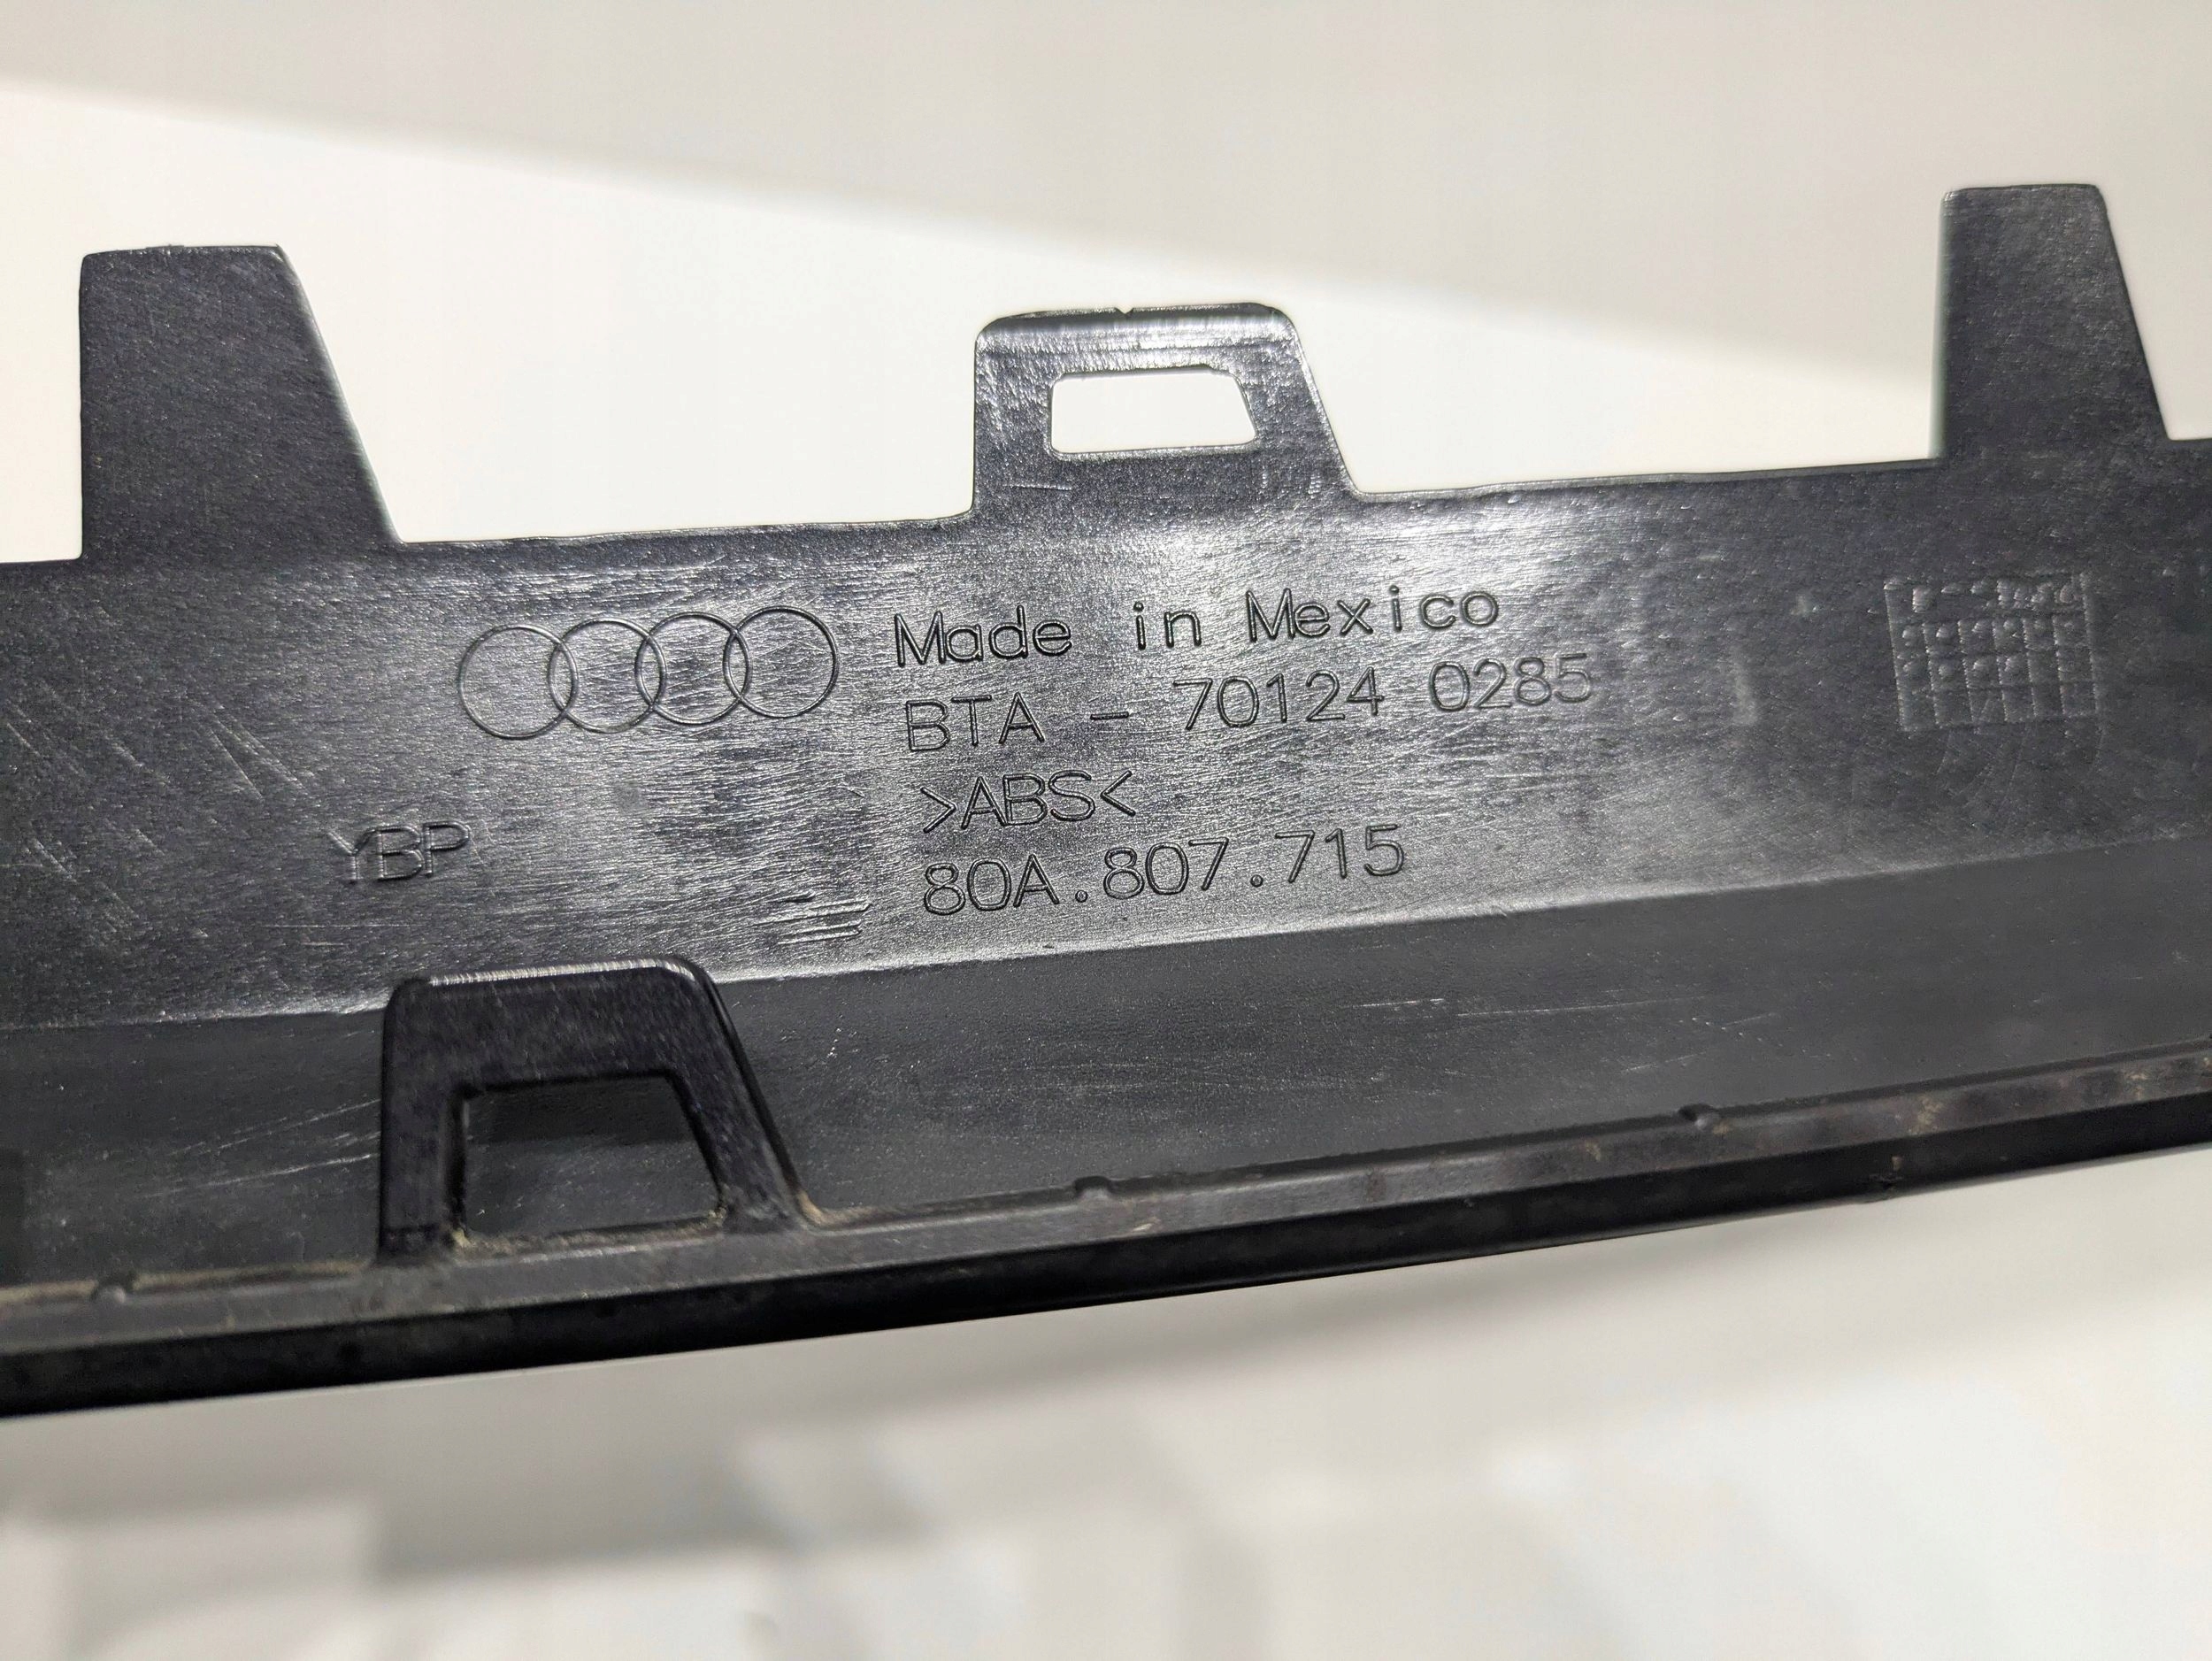 Made in Mexico
BTA - 70124 0285
>ABS<
80A.807.715
YBP